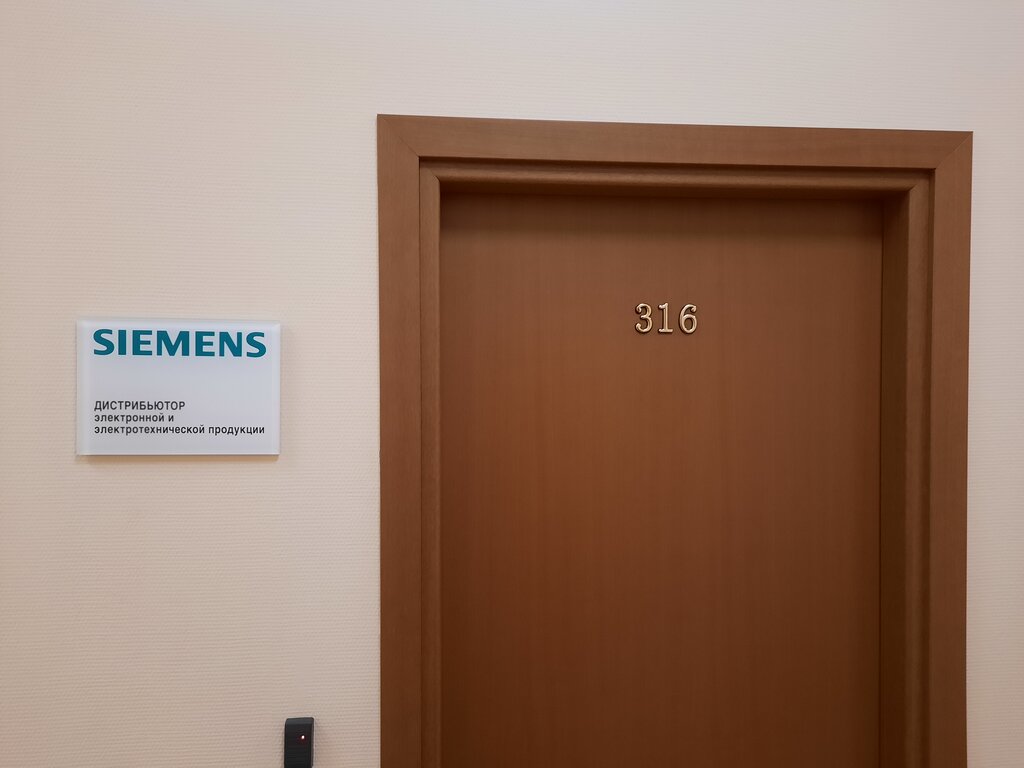 SIEMENS
ДИСТРИБЬЮТОР
электронной и
электротехнической продукции
316